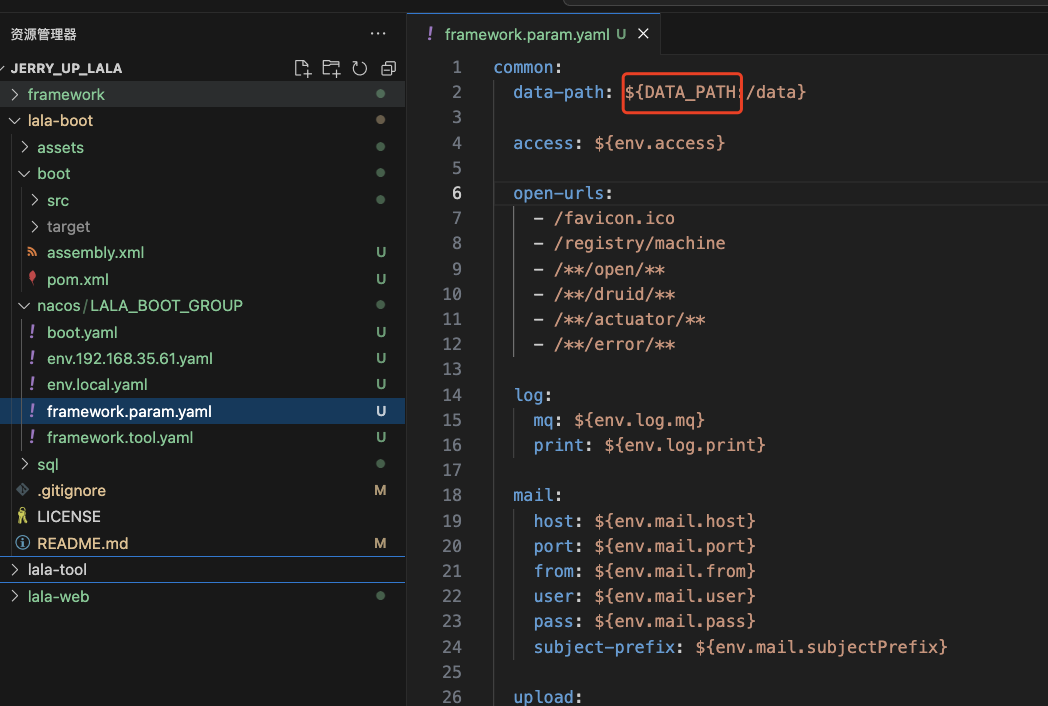 资源管理器
JERRY_UP_LALA
framework
lala-boot
assets
boot
src
target
assembly.xml U
pom.xml U
nacos/LALA_BOOT_GROUP
! boot.yaml U
! env.192.168.35.61.yaml U
! env.local.yaml U
! framework.param.yaml U
! framework.tool.yaml U
sql
.gitignore M
LICENSE
README.md M
lala-tool
lala-web
! framework.param.yaml U
1 common:
2 data-path: ${DATA_PATH:/data}
3
4 access: ${env.access}
5
6 open-urls:
7 - /favicon.ico
8 - /registry/machine
9 - /**/open/**
10 - /**/druid/**
11 - /**/actuator/**
12 - /**/error/**
13
14 log:
15 mq: ${env.log.mq}
16 print: ${env.log.print}
17
18 mail:
19 host: ${env.mail.host}
20 port: ${env.mail.port}
21 from: ${env.mail.from}
22 user: ${env.mail.user}
23 pass: ${env.mail.pass}
24 subject-prefix: ${env.mail.subjectPrefix}
25
26 upload: